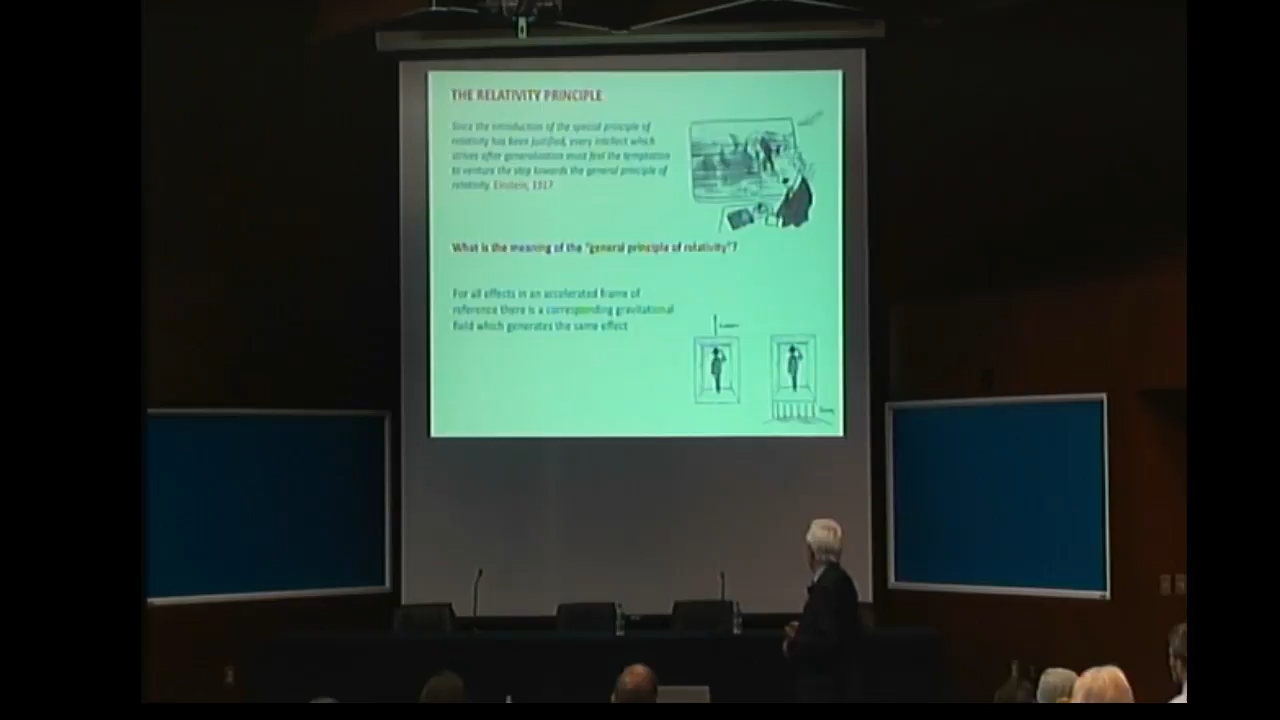 THE RELATIVITY PRINCIPLE
Since the introduction of the special principle of
relativity has been justified, every intellect which
strives after generalization must feel the temptation
to venture the step towards the general principle of
relativity. Einstein, 1917
What is the meaning of the "general principle of relativity"?
For all effects in an accelerated frame of
reference there is a corresponding gravitational
field which generates the same effect